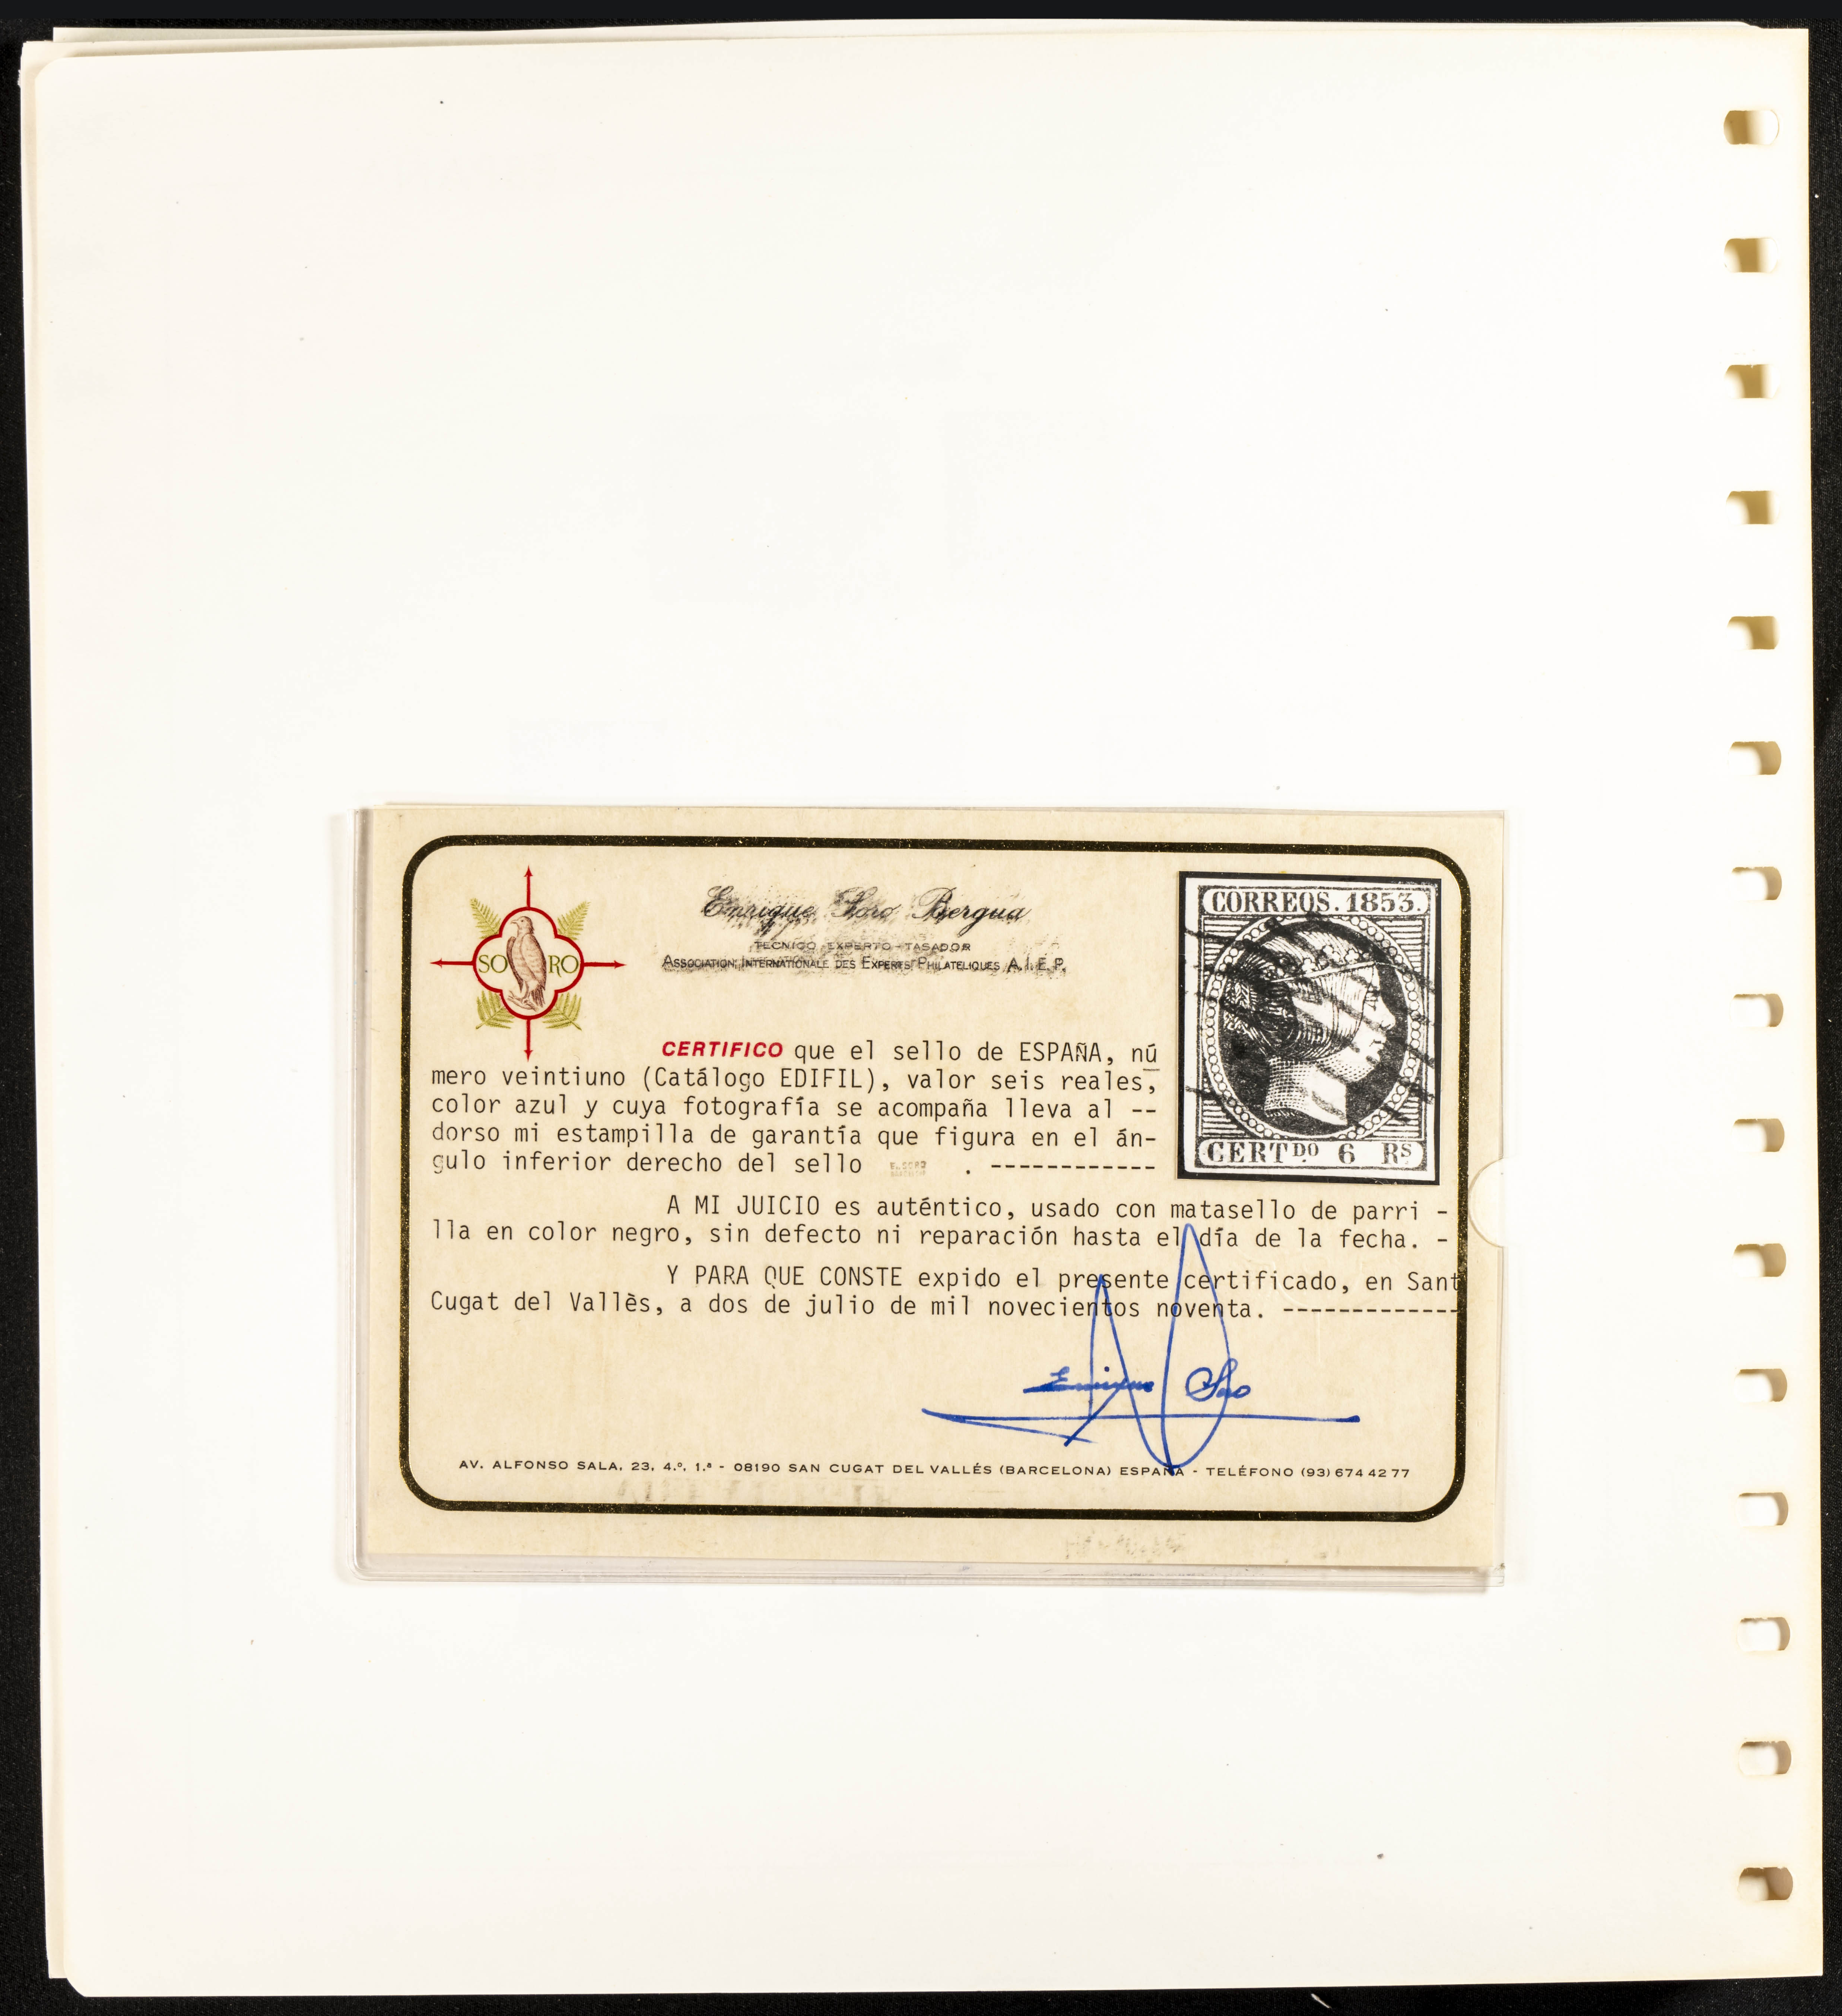 SO RO
Enrique Soro Bergua
TECNICO EXPERTO-TASADOR
ASSOCIATION INTERNATIONALE DES EXPERTS PHILATELIQUES A.I.E.P.
CORREOS. 1853.
CERTDO 6 RS
CERTIFICO que el sello de ESPAÑA, nú
mero veintiuno (Catálogo EDIFIL), valor seis reales,
color azul y cuya fotografía se acompaña lleva al --
dorso mi estampilla de garantía que figura en el án-
gulo inferior derecho del sello . ------------
A MI JUICIO es auténtico, usado con matasello de parri -
lla en color negro, sin defecto ni reparación hasta el día de la fecha. -
Y PARA QUE CONSTE expido el presente certificado, en Sant
Cugat del Vallès, a dos de julio de mil novecientos noventa. -------------
Enrique Soro
AV. ALFONSO SALA, 23, 4.º, 1.ª - 08190 SAN CUGAT DEL VALLÉS (BARCELONA) ESPAÑA - TELÉFONO (93) 674 42 77